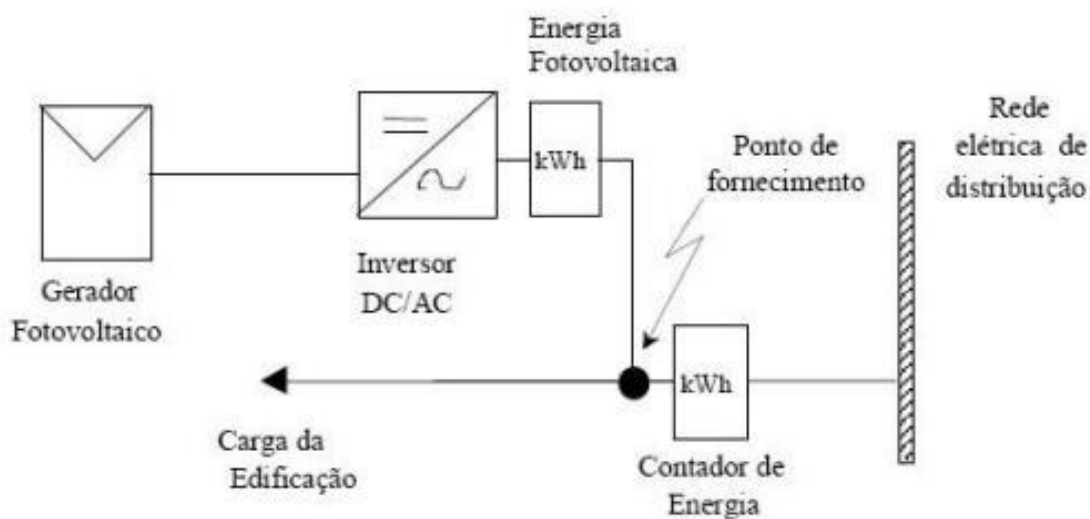 Energia
Fotovoltaica
kWh
Rede
elétrica de
distribuição
Ponto de
fornecimento
Inversor
DC/AC
Gerador
Fotovoltaico
kWh
Carga da
Edificação
Contador de
Energia